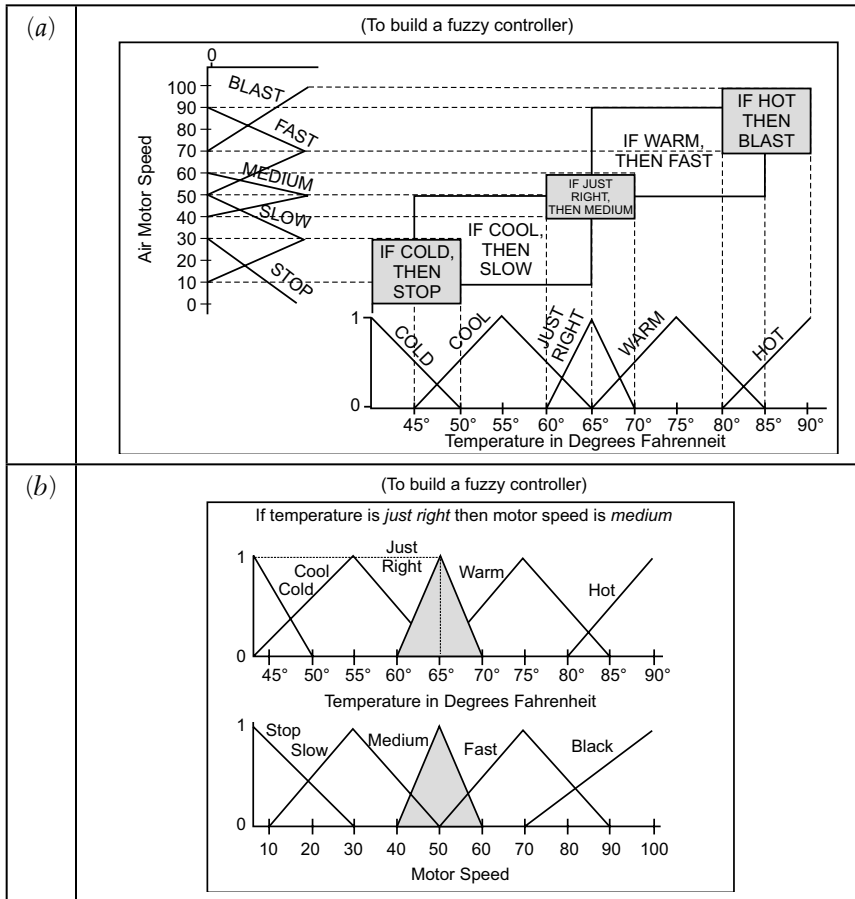 (a)
(To build a fuzzy controller)
0
BLAST
100
90
FAST
80
70
MEDIUM
60
50
SLOW
40
30
STOP
20
10
0
Air Motor Speed
IF HOT
THEN
BLAST
IF WARM,
THEN FAST
IF JUST
RIGHT,
THEN MEDIUM
IF COOL,
THEN
SLOW
IF COLD,
THEN
STOP
1
COLD
COOL
JUST
RIGHT
WARM
HOT
0
45° 50° 55° 60° 65° 70° 75° 80° 85° 90°
Temperature in Degrees Fahrenneit
(b)
(To build a fuzzy controller)
If temperature is just right then motor speed is medium
1
Just
Right
Cool
Cold
Warm
Hot
0
45° 50° 55° 60° 65° 70° 75° 80° 85° 90°
Temperature in Degrees Fahrenheit
1
Stop
Slow
Medium
Fast
Black
0
10 20 30 40 50 60 70 80 90 100
Motor Speed